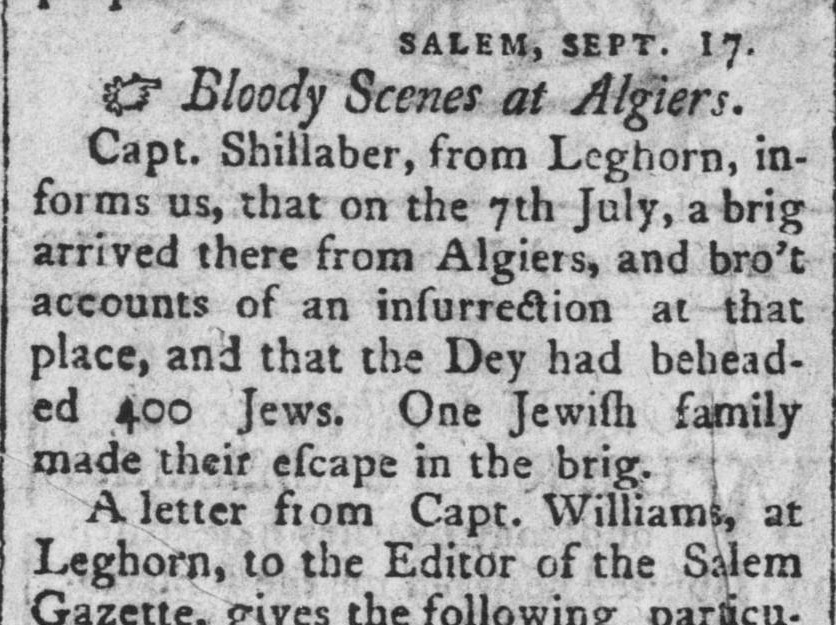 SALEM, SEPT. 17.
☞ Bloody Scenes at Algiers.
Capt. Shillaber, from Leghorn, in-
forms us, that on the 7th July, a brig
arrived there from Algiers, and bro't
accounts of an inſurrection at that
place, and that the Dey had behead-
ed 400 Jews. One Jewiſh family
made their eſcape in the brig.
A letter from Capt. Williams, at
Leghorn, to the Editor of the Salem
Gazette, gives the following particu-